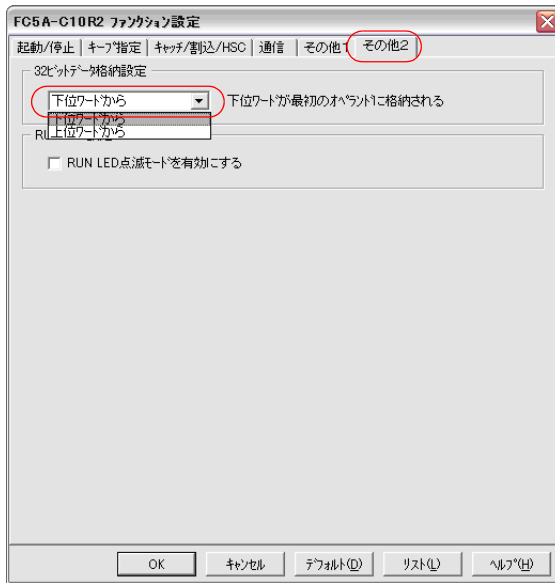 FC5A-C10R2 ファンクション設定
起動/停止 キープ指定 キャッチ/割込/HSC 通信 その他1 その他2
32ビットデータ格納設定
下位ワードから 下位ワードが最初のオペランドに格納される
下位ワードから
上位ワードから
RU
RUN LED点滅モードを有効にする
OK キャンセル デフォルト(D) リスト(L) ヘルプ(H)